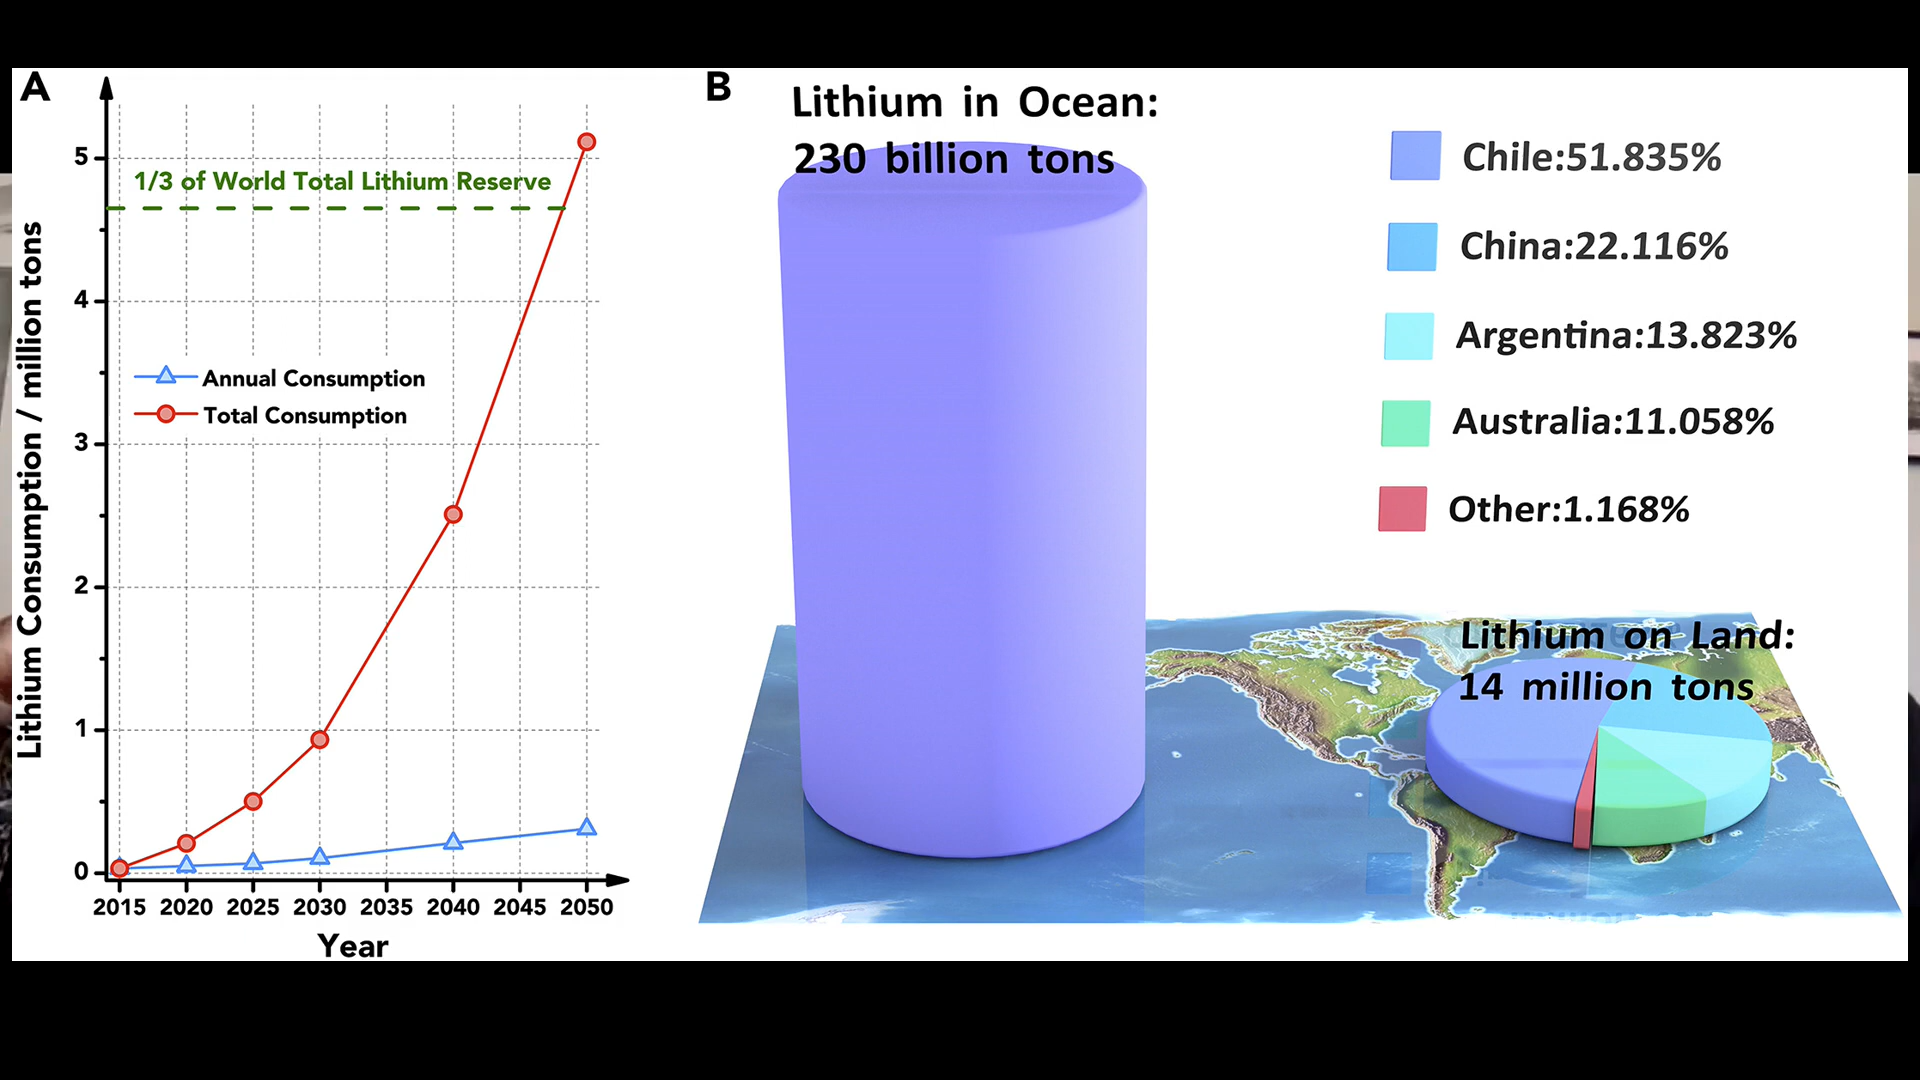 A
5
4
3
2
1
0
Lithium Consumption / million tons
1/3 of World Total Lithium Reserve
Annual Consumption
Total Consumption
2015 2020 2025 2030 2035 2040 2045 2050
Year
B
Lithium in Ocean:
230 billion tons
Chile:51.835%
China:22.116%
Argentina:13.823%
Australia:11.058%
Other:1.168%
Lithium on Land:
14 million tons